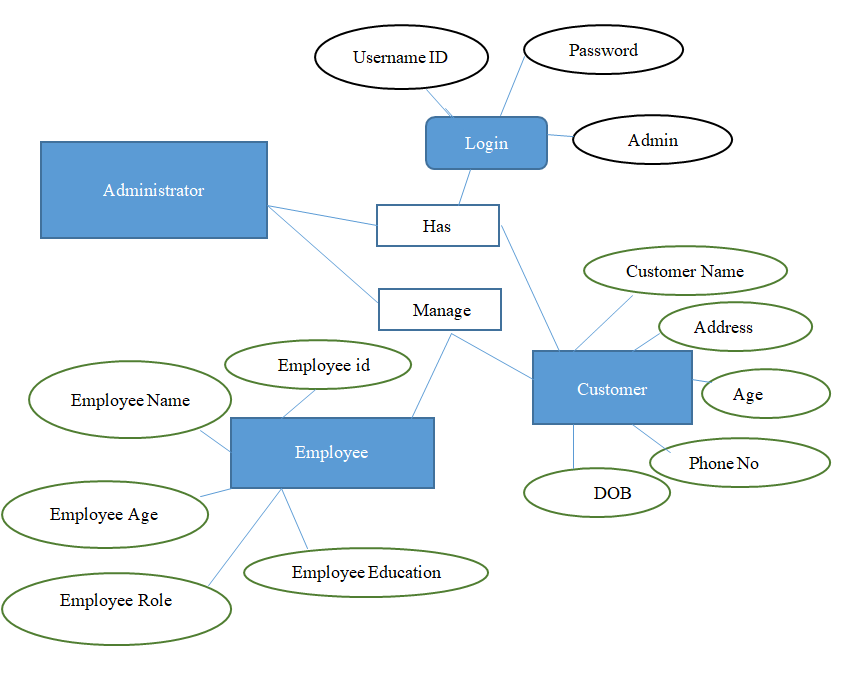 Username ID
Password
Login
Admin
Administrator
Has
Customer Name
Manage
Address
Employee id
Customer
Age
Employee Name
Employee
Phone No
DOB
Employee Age
Employee Education
Employee Role